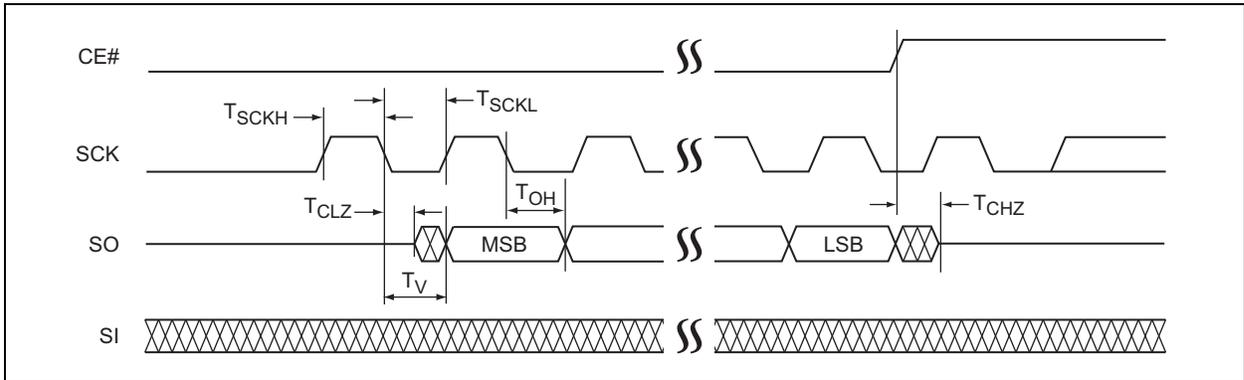 CE#
TSCKH
TSCKL
SCK
TCLZ
TOH
TCHZ
SO
MSB
LSB
TV
SI